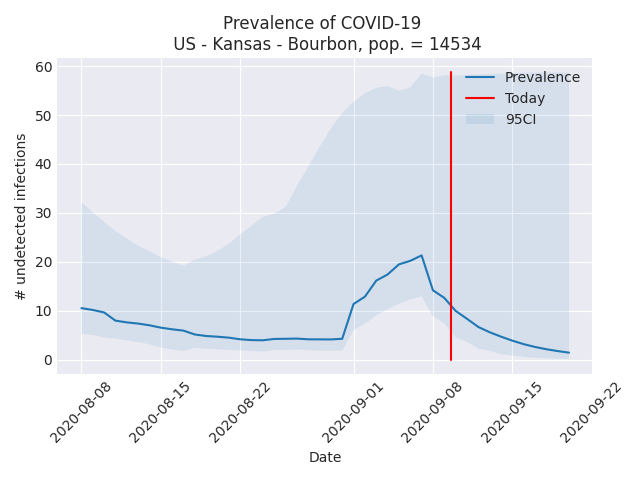 Prevalence of COVID-19
US - Kansas - Bourbon, pop. = 14534
# undetected infections
60
50
40
30
20
10
0
Prevalence
Today
95CI
2020-08-08
2020-08-15
2020-08-22
2020-09-01
2020-09-08
2020-09-15
2020-09-22
Date